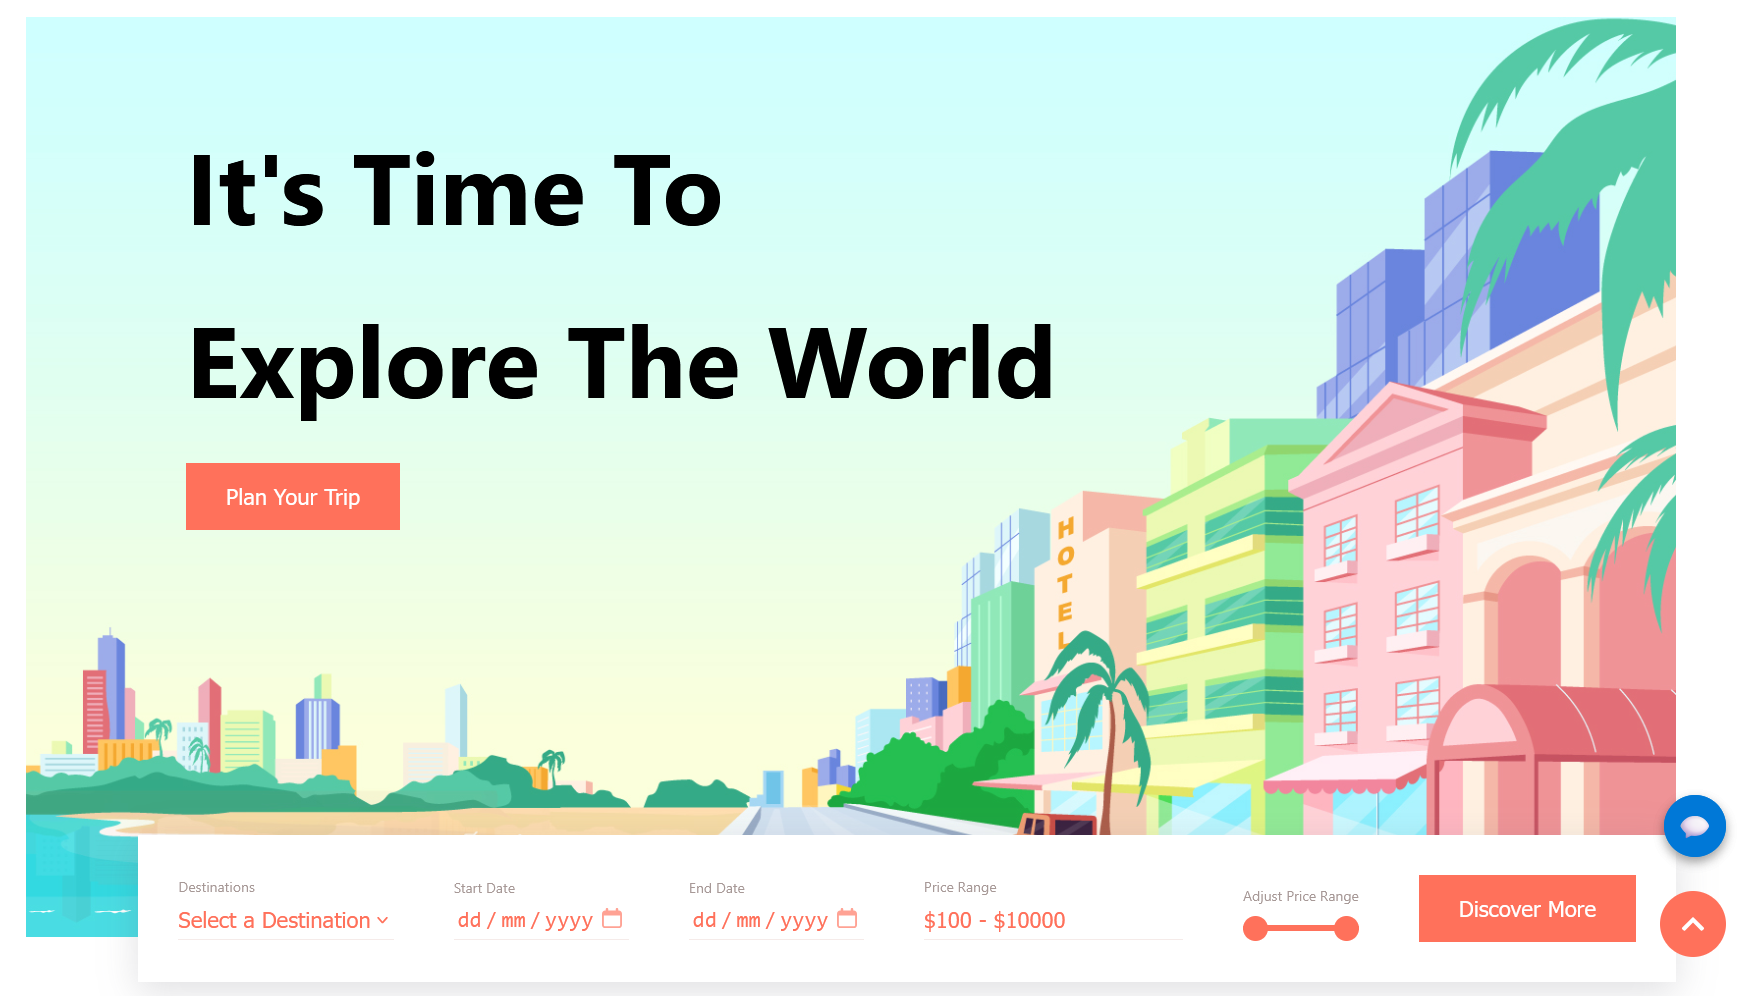 It's Time To
Explore The World
Plan Your Trip
HOTEL
Destinations
Select a Destination
Start Date
dd/mm/yyyy
End Date
dd/mm/yyyy
Price Range
$100 - $10000
Adjust Price Range
Discover More